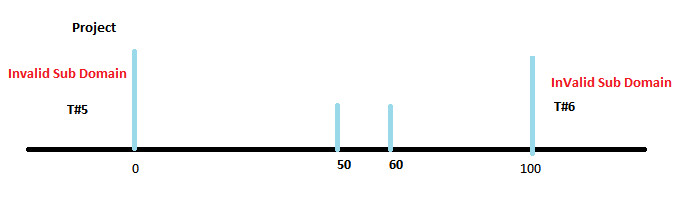 Project
Invalid Sub Domain
InValid Sub Domain
T#5
T#6
0
50
60
100